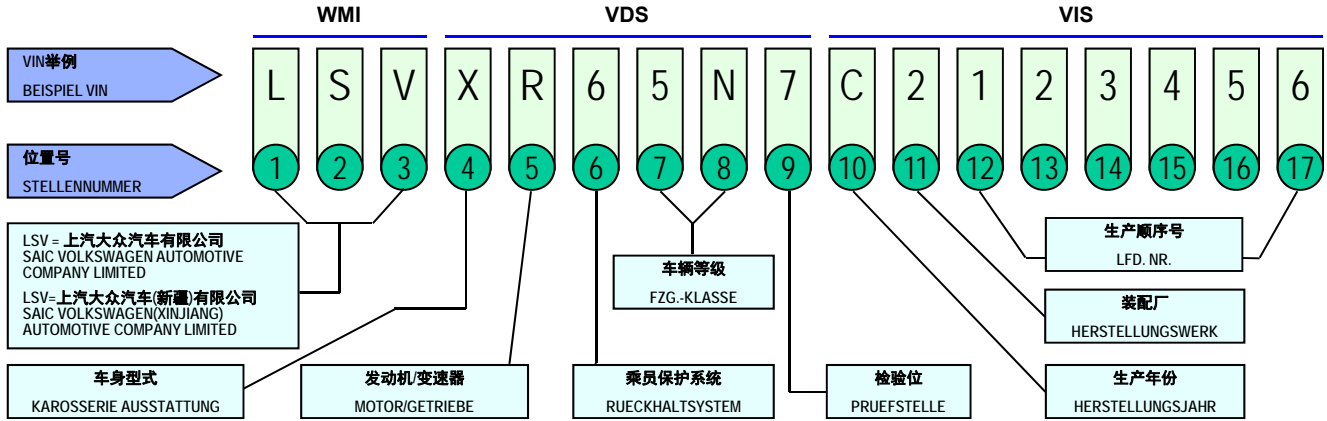 WMI VDS VIS
VIN举例
BEISPIEL VIN
L S V X R 6 5 N 7 C 2 1 2 3 4 5 6
位置号
STELLENNUMMER
1 2 3 4 5 6 7 8 9 10 11 12 13 14 15 16 17
LSV = 上汽大众汽车有限公司
SAIC VOLKSWAGEN AUTOMOTIVE
COMPANY LIMITED
LSV=上汽大众汽车(新疆)有限公司
SAIC VOLKSWAGEN(XINJIANG)
AUTOMOTIVE COMPANY LIMITED
车辆等级
FZG.-KLASSE
生产顺序号
LFD. NR.
装配厂
HERSTELLUNGSWERK
车身型式
KAROSSERIE AUSSTATTUNG
发动机/变速器
MOTOR/GETRIEBE
乘员保护系统
RUECKHALTSYSTEM
检验位
PRUEFSTELLE
生产年份
HERSTELLUNGSJAHR